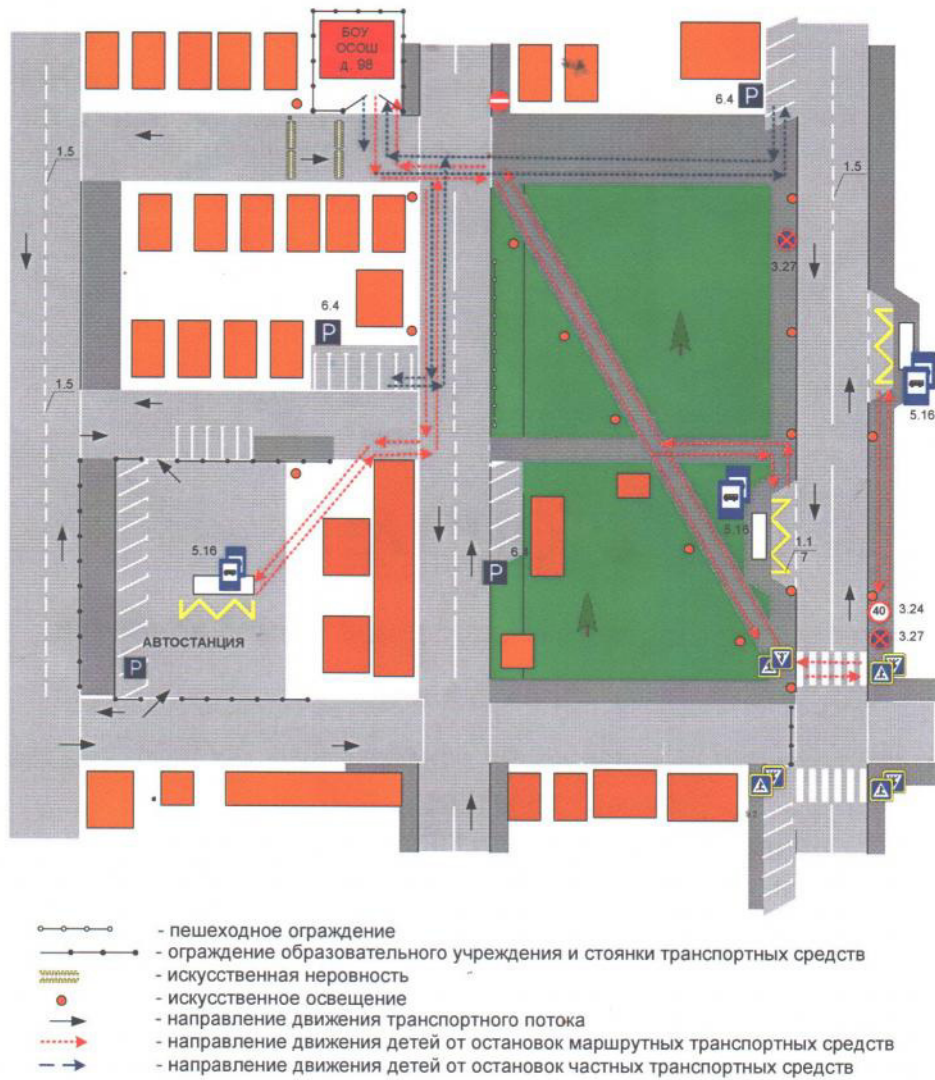 БОУ
ОСОШ
д. 98
6.4
P
1.5
1.5
3.27
6.4
P
1.5
5.16
5.16
5.16
1.1
7
P
40
3.24
3.27
АВТОСТАНЦИЯ
P
- пешеходное ограждение
- ограждение образовательного учреждения и стоянки транспортных средств
- искусственная неровность
- искусственное освещение
- направление движения транспортного потока
- направление движения детей от остановок маршрутных транспортных средств
- направление движения детей от остановок частных транспортных средств